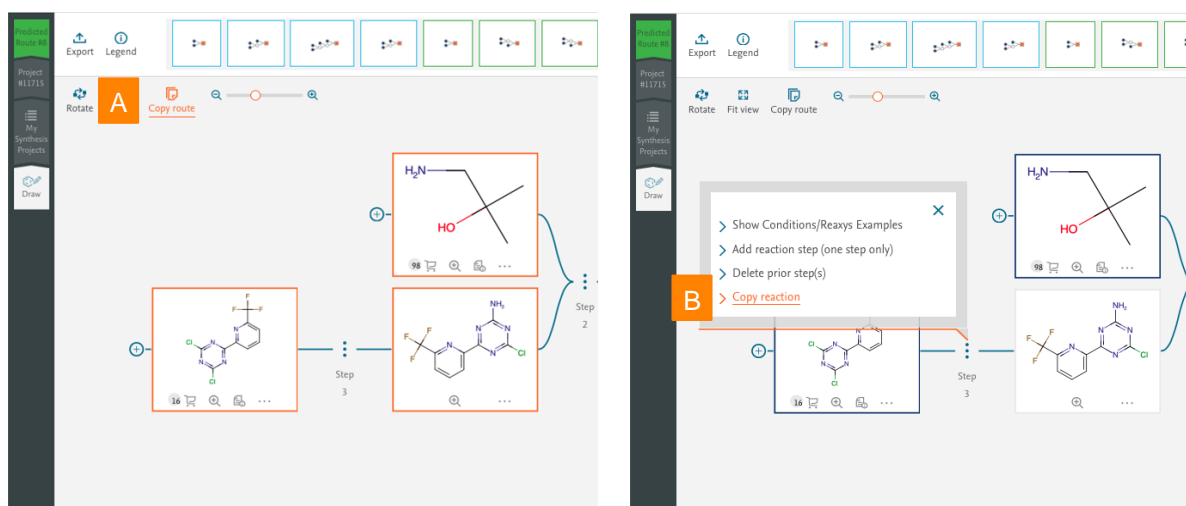 Predicted
Route #8
Project
#11715
My
Synthesis
Projects
Draw
Export
Legend
Rotate
A
Copy route
H₂N
HO
98
F
F
F
N
N
N
N
Cl
Cl
16
Step
3
NH₂
F
F
F
N
N
N
N
Cl
Step
2
Predicted
Route #8
Project
#11715
My
Synthesis
Projects
Draw
Export
Legend
Rotate
Fit view
Copy route
H₂N
HO
98
Show Conditions/Reaxys Examples
Add reaction step (one step only)
Delete prior step(s)
B
Copy reaction
N
N
N
N
Cl
Cl
16
Step
3
NH₂
F
F
F
N
N
N
N
Cl